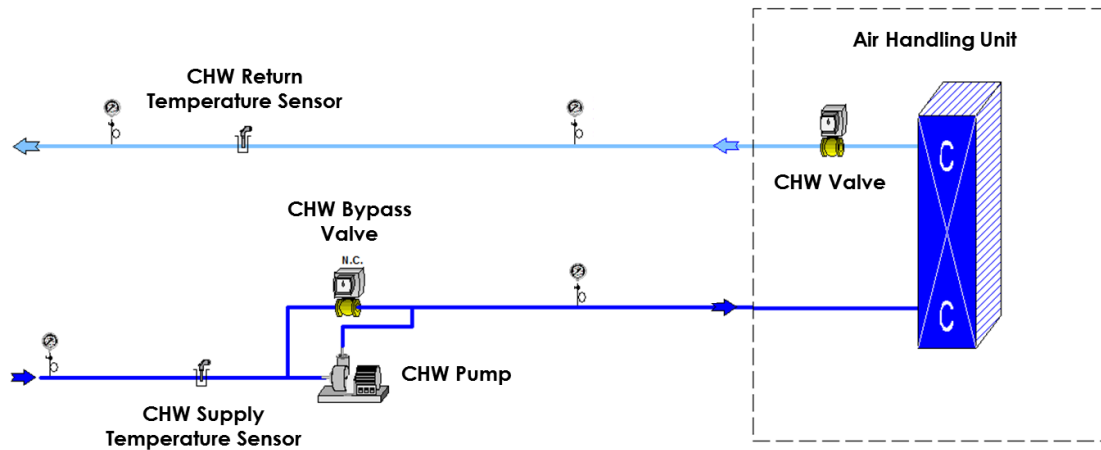 Air Handling Unit
CHW Return
Temperature Sensor
CHW Valve
C
CHW Bypass
Valve
N.C.
C
CHW Pump
CHW Supply
Temperature Sensor